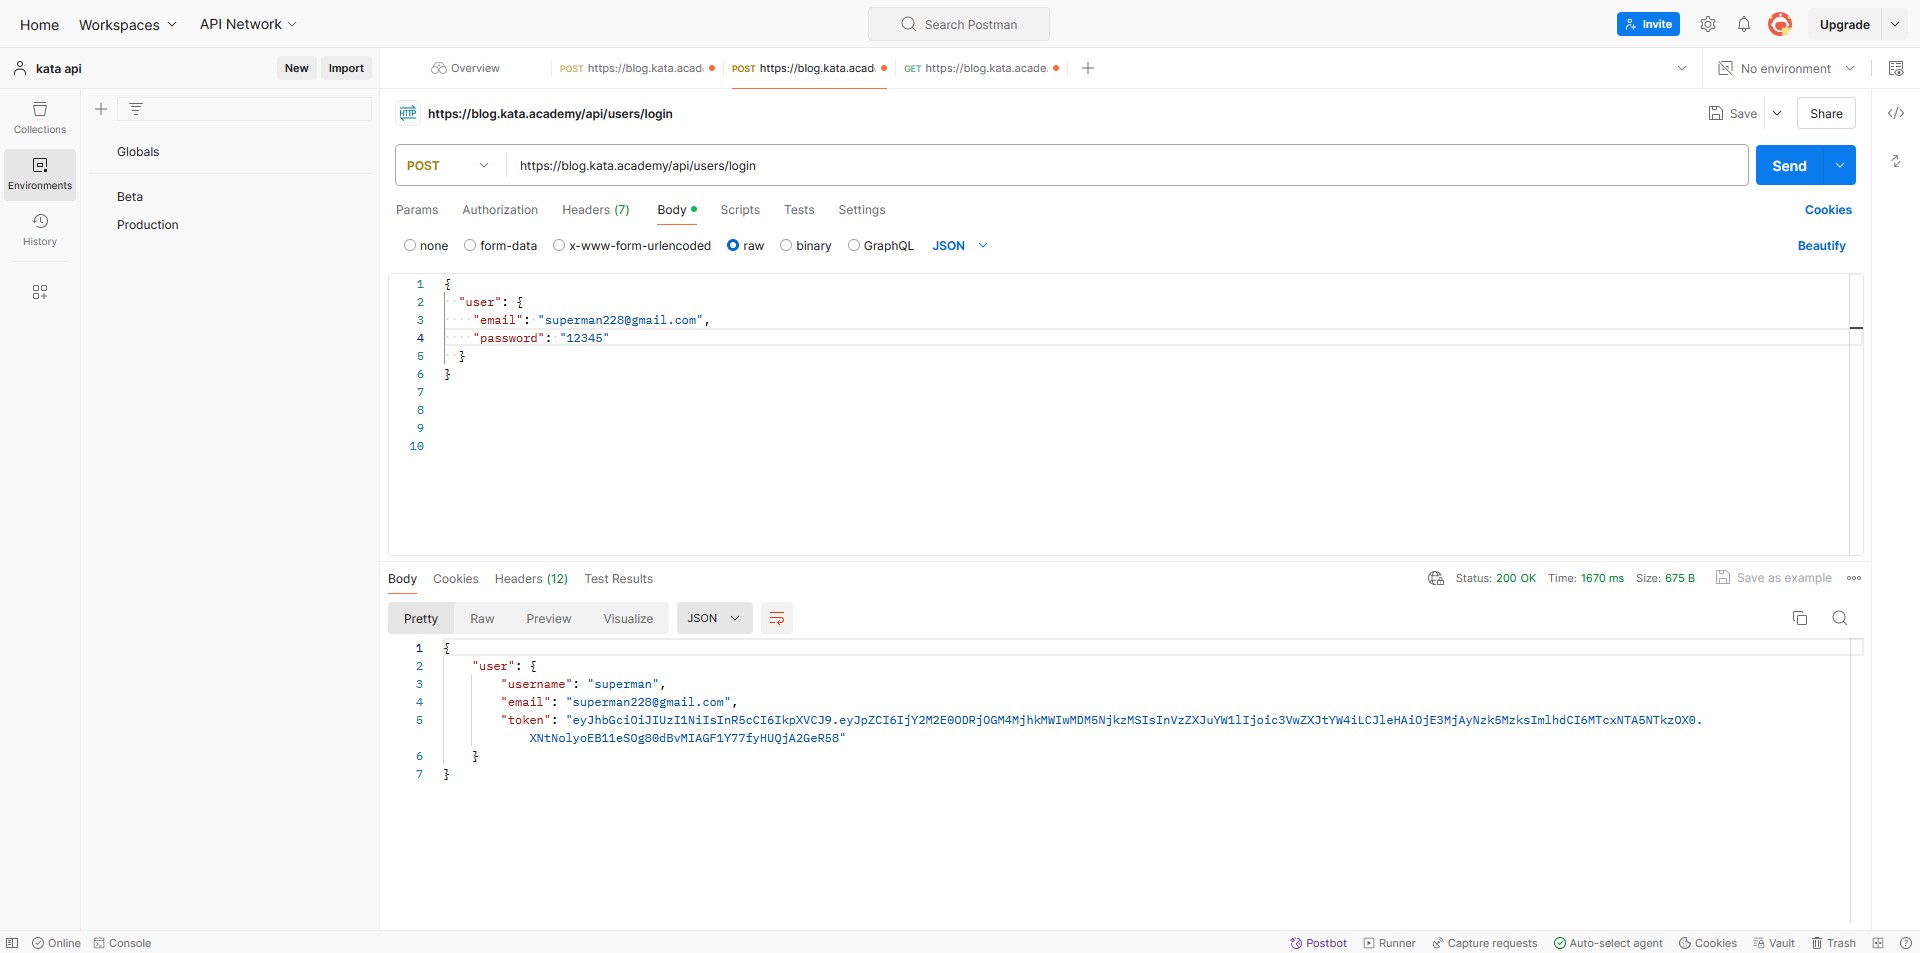 Home Workspaces API Network Search Postman Invite Upgrade
kata api New Import Overview POST https://blog.kata.acad POST https://blog.kata.acad GET https://blog.kata.acade. No environment
Collections
Environments
History
Globals
Beta
Production
HTTP https://blog.kata.academy/api/users/login Save Share
POST https://blog.kata.academy/api/users/login Send
Params Authorization Headers (7) Body Scripts Tests Settings Cookies
none form-data x-www-form-urlencoded raw binary GraphQL JSON Beautify
1 {
2 "user": {
3 "email": "superman228@gmail.com",
4 "password": "12345"
5 }
6 }
7
8
9
10
Body Cookies Headers (12) Test Results Status: 200 OK Time: 1670 ms Size: 675 B Save as example
Pretty Raw Preview Visualize JSON
1 {
2 "user": {
3 "username": "superman",
4 "email": "superman228@gmail.com",
5 "token": "eyJhbGciOiJIUzI1NiIsInR5cCI6IkpXVCJ9.eyJpZCI6IjY2M2E0ODRjOGM4MjhkMWIwMDM5NjkzMSIsInVzZXJuYW1lIjoic3VwZXJtYW4iLCJleHAiOjE3MjAyNzk5MzksImlhdCI6MTcxNTA5NTkzOX0.
XNtNolyoEB11eSOg80dBvMIAGF1Y77fyHUQjA2GeR58"
6 }
7 }
Online Console Postbot Runner Capture requests Auto-select agent Cookies Vault Trash